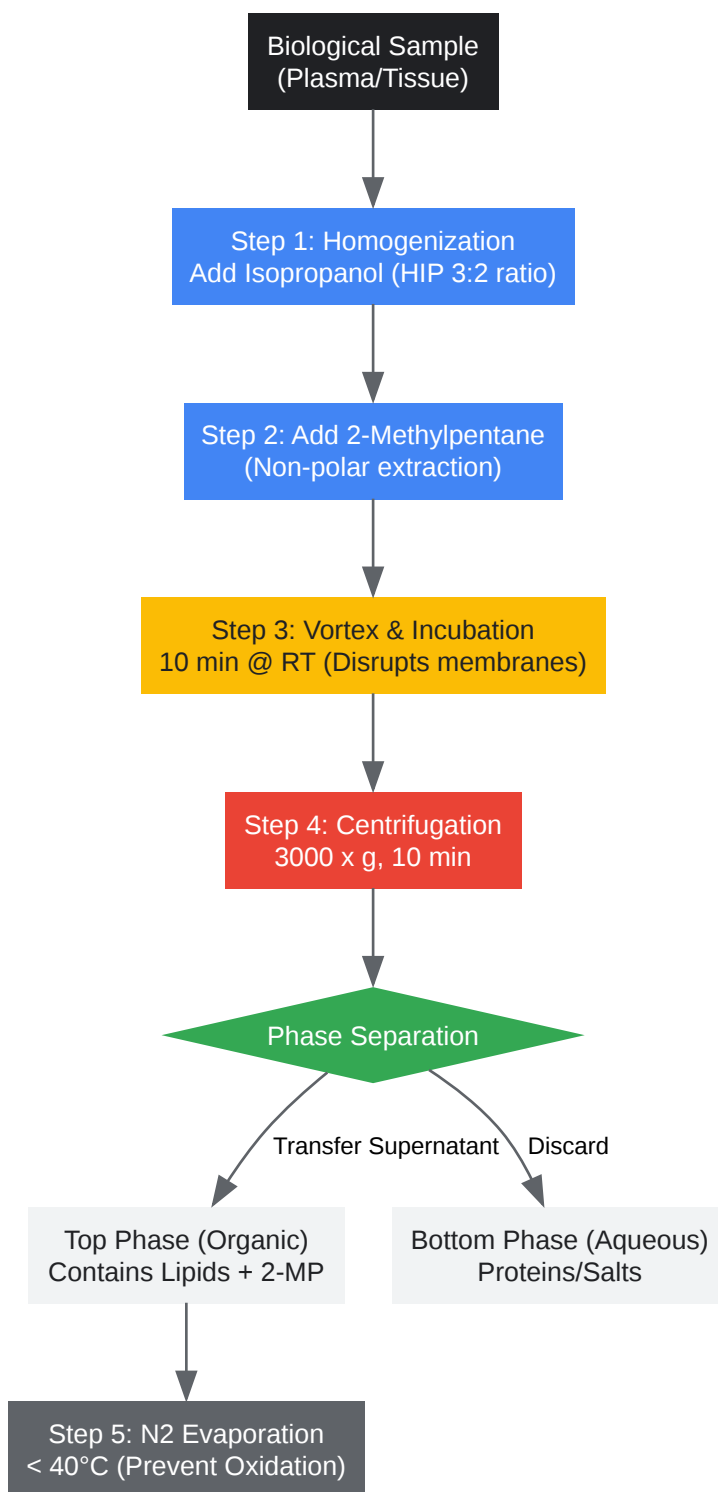 Biological Sample
(Plasma/Tissue)
Step 1: Homogenization
Add Isopropanol (HIP 3:2 ratio)
Step 2: Add 2-Methylpentane
(Non-polar extraction)
Step 3: Vortex & Incubation
10 min @ RT (Disrupts membranes)
Step 4: Centrifugation
3000 x g, 10 min
Phase Separation
Transfer Supernatant
Discard
Top Phase (Organic)
Contains Lipids + 2-MP
Bottom Phase (Aqueous)
Proteins/Salts
Step 5: N2 Evaporation
< 40°C (Prevent Oxidation)